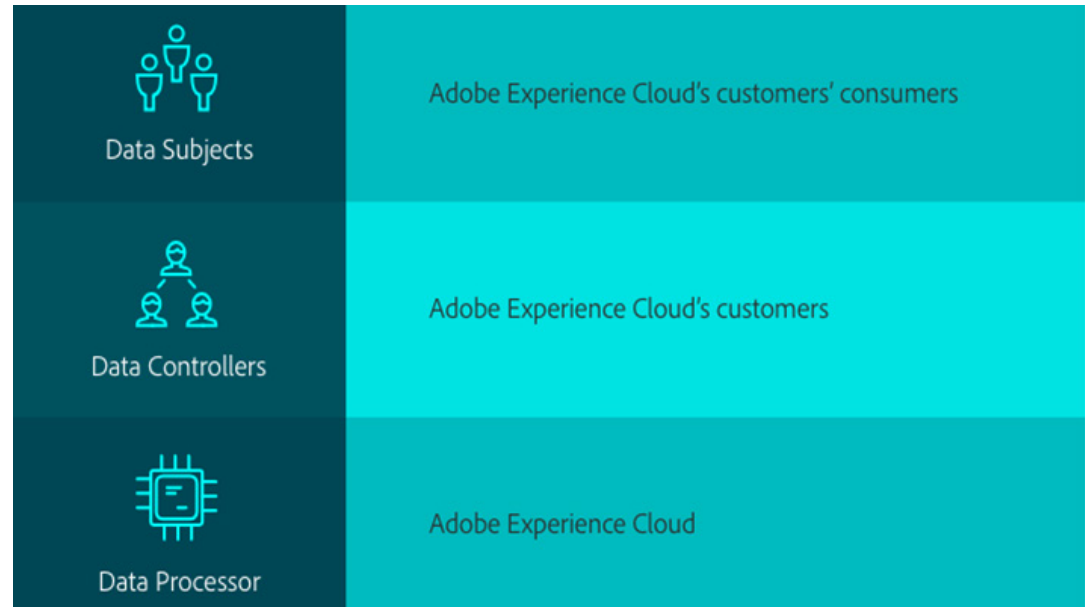 Data Subjects
Adobe Experience Cloud’s customers’ consumers
Data Controllers
Adobe Experience Cloud’s customers
Data Processor
Adobe Experience Cloud